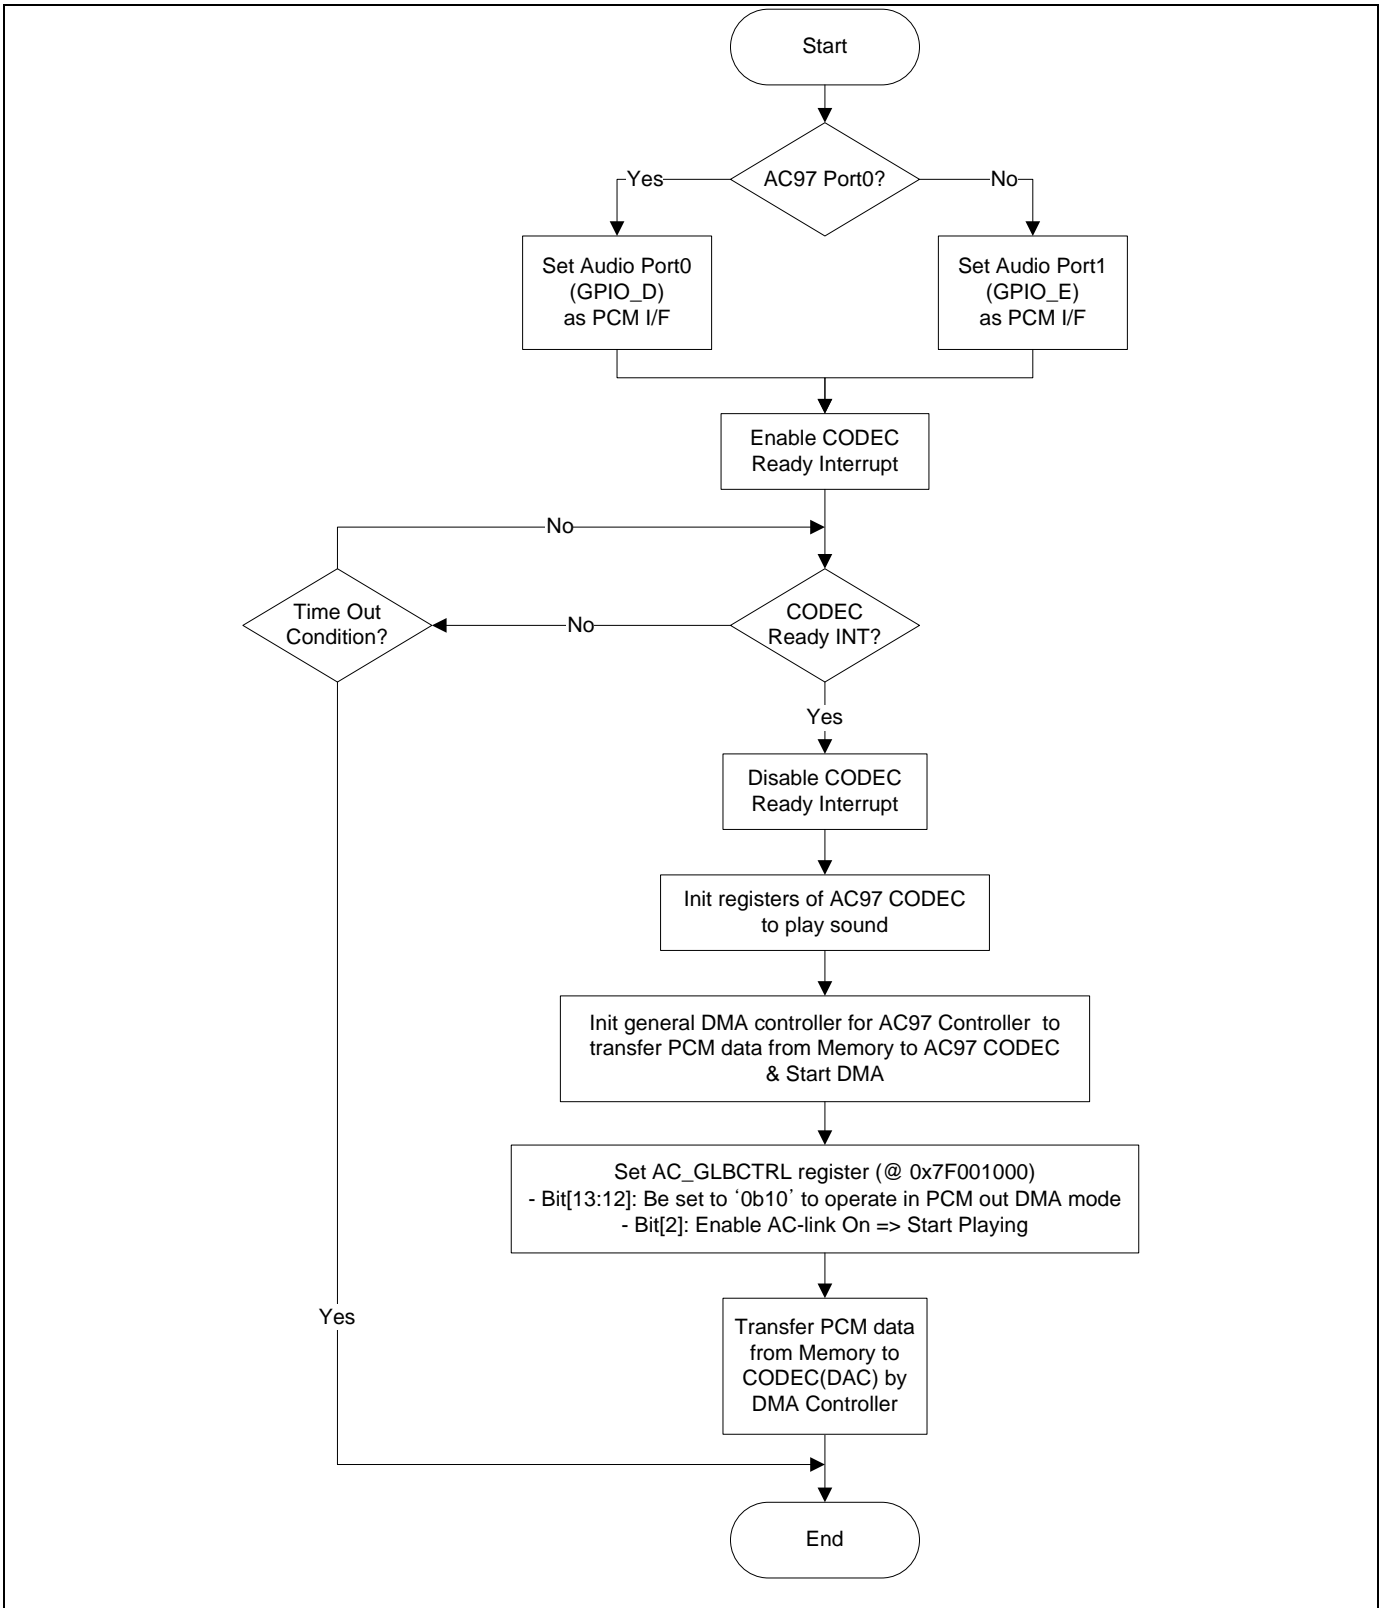 Start
AC97 Port0?
Yes
No
Set Audio Port0
(GPIO_D)
as PCM I/F
Set Audio Port1
(GPIO_E)
as PCM I/F
Enable CODEC
Ready Interrupt
No
Time Out
Condition?
No
CODEC
Ready INT?
Yes
Disable CODEC
Ready Interrupt
Init registers of AC97 CODEC
to play sound
Init general DMA controller for AC97 Controller to
transfer PCM data from Memory to AC97 CODEC
& Start DMA
Set AC_GLBCTRL register (@ 0x7F001000)
- Bit[13:12]: Be set to ‘0b10’ to operate in PCM out DMA mode
- Bit[2]: Enable AC-link On => Start Playing
Yes
Transfer PCM data
from Memory to
CODEC(DAC) by
DMA Controller
End